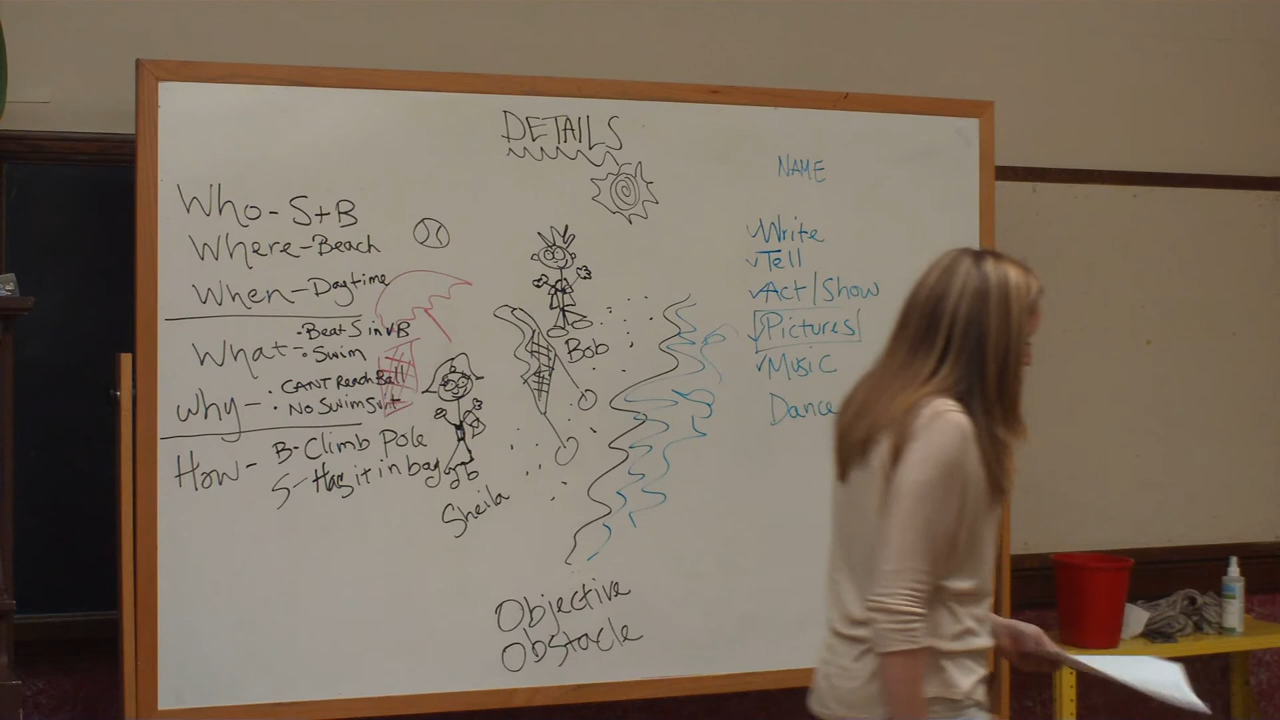 DETAILS
Who - S+B
Where - Beach
When - Daytime
What - • Beat S in VB
• Swim
Why - • CANT Reach Ball
• No Swim Suit
How - B - Climb Pole
S - Has it in bag
Bob
Sheila
Objective
Obstacle
NAME
✓Write
✓Tell
✓Act/Show
✓Pictures
✓Music
Dance